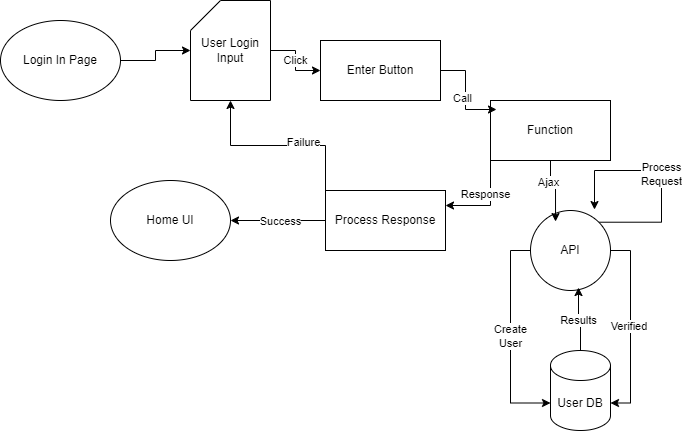 Login In Page
User Login
Input
Click
Enter Button
Call
Function
Failure
Process
Request
Ajax
Response
Home UI
Success
Process Response
API
Results
Create
User
Verified
User DB